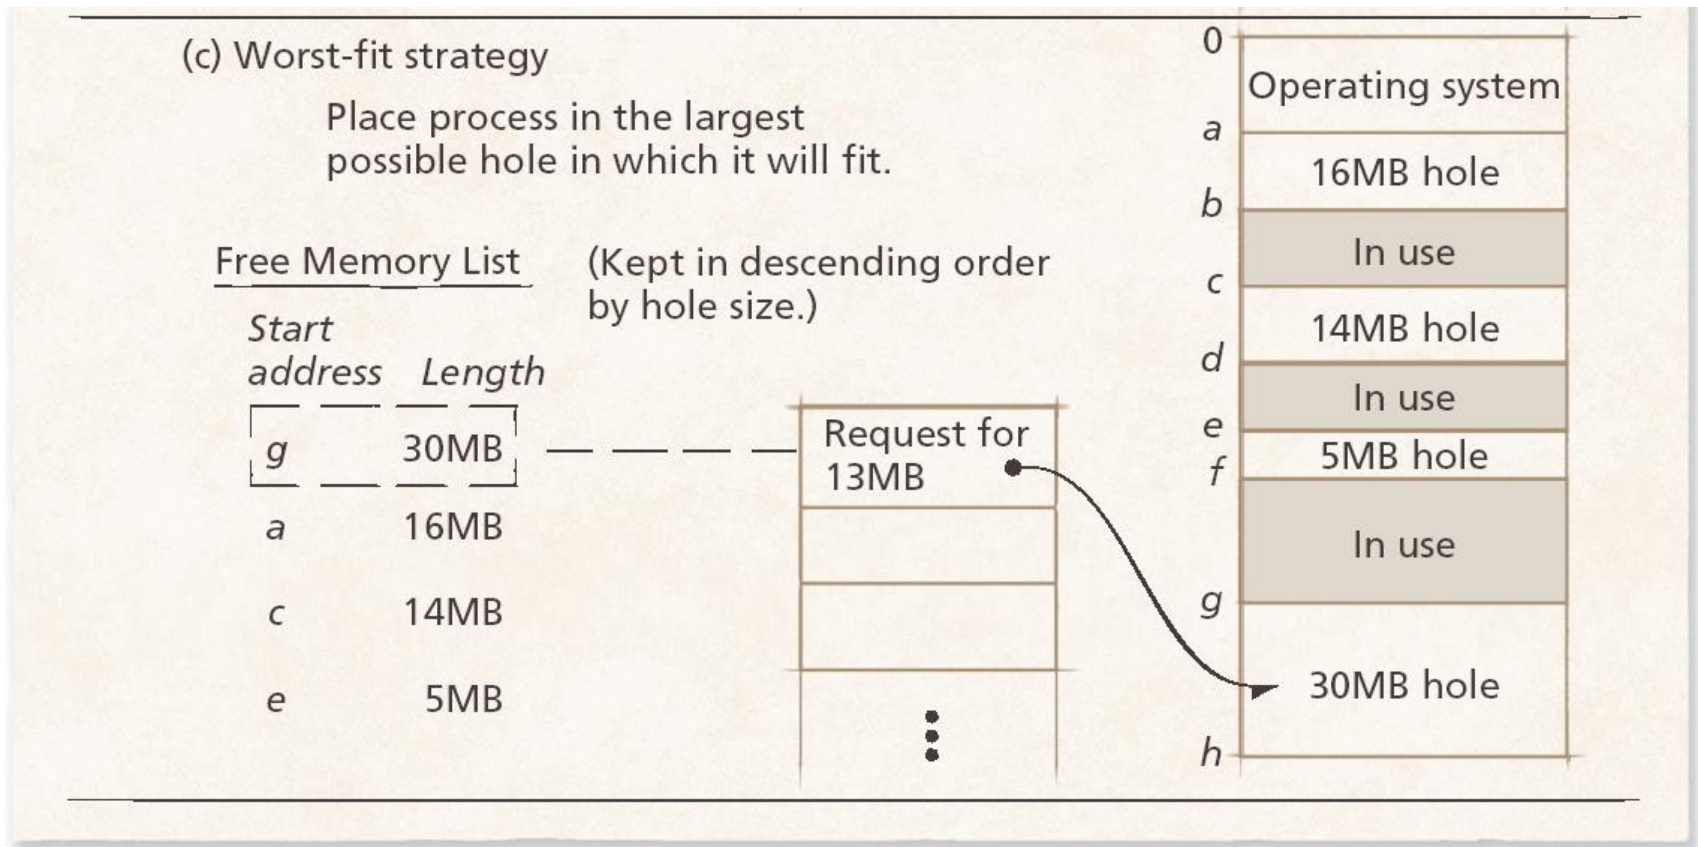 (c) Worst-fit strategy
Place process in the largest
possible hole in which it will fit.
Free Memory List
(Kept in descending order
by hole size.)
Start
address Length
g 30MB
a 16MB
c 14MB
e 5MB
Request for
13MB
0
Operating system
a
16MB hole
b
In use
c
14MB hole
d
In use
e
5MB hole
f
In use
g
30MB hole
h